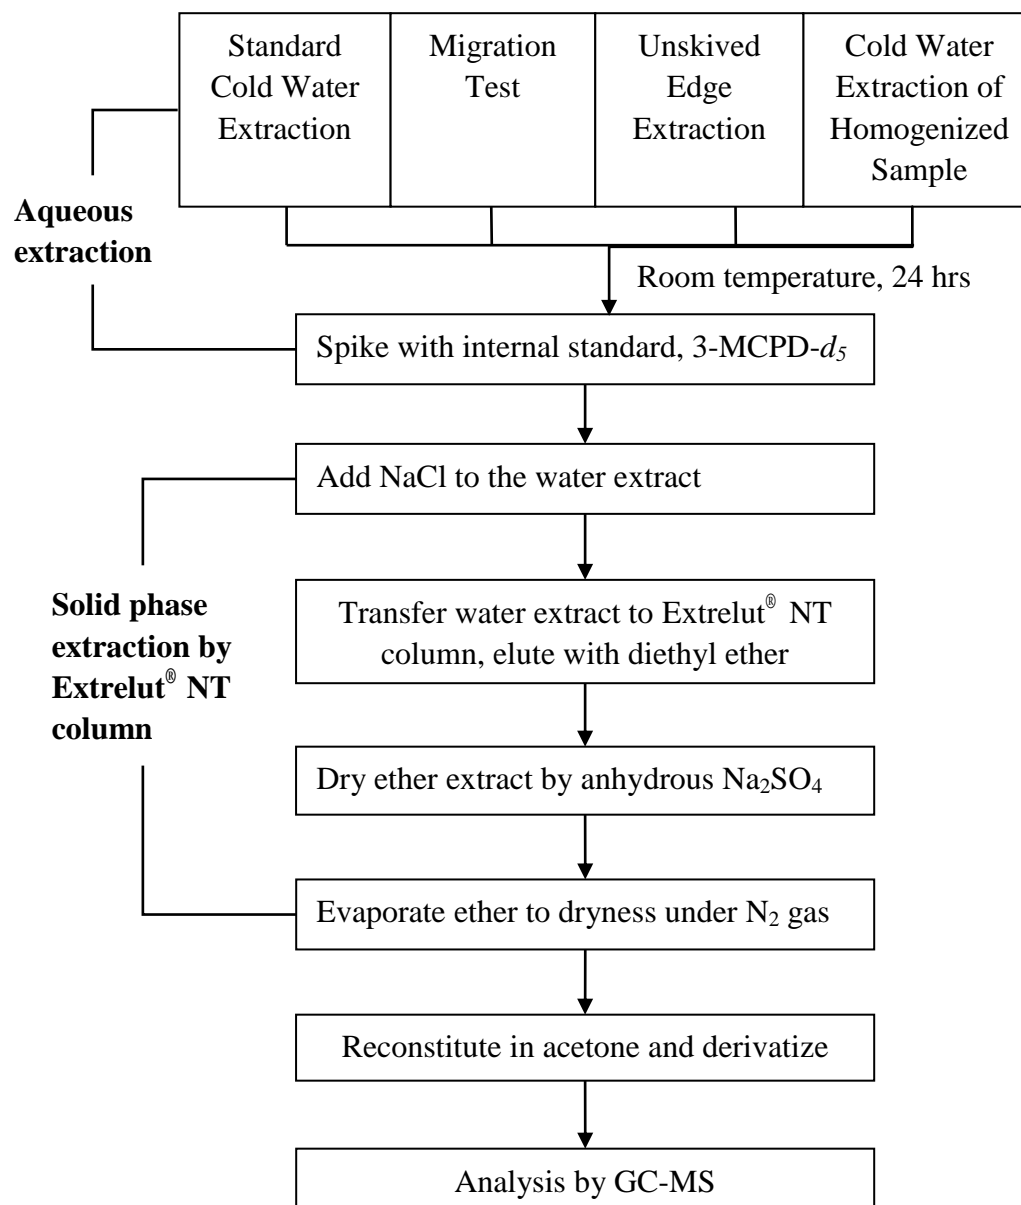 Standard
Cold Water
Extraction
Migration
Test
Unskived
Edge
Extraction
Cold Water
Extraction of
Homogenized
Sample
Aqueous
extraction
Room temperature, 24 hrs
Spike with internal standard, 3-MCPD-d5
Add NaCl to the water extract
Solid phase
extraction by
Extrelut® NT
column
Transfer water extract to Extrelut® NT
column, elute with diethyl ether
Dry ether extract by anhydrous Na2SO4
Evaporate ether to dryness under N2 gas
Reconstitute in acetone and derivatize
Analysis by GC-MS